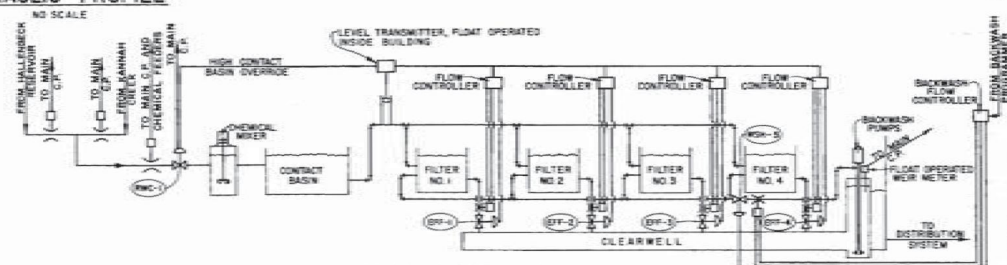 NO SCALE
FROM HALLENBECK
RESERVOIR
TO MAIN
C.P.
TO MAIN
C.P.
FROM KANNAH
CREEK
TO MAIN C.P. AND
CHEMICAL FEEDERS
TO MAIN
C.P.
HIGH CONTACT
BASIN OVERRIDE
LEVEL TRANSMITTER, FLOAT OPERATED
INSIDE BUILDING
FLOW
CONTROLLER
FLOW
CONTROLLER
FLOW
CONTROLLER
FLOW
CONTROLLER
BACKWASH
FLOW
CONTROLLER
FROM BACKWASH
PROGRAMMER
CHEMICAL
MIXER
RWC-1
CONTACT
BASIN
FILTER
NO. 1
FILTER
NO. 2
FILTER
NO. 3
FILTER
NO. 4
WSH-5
BACKWASH
PUMPS
TO MAIN
C.P.
FLOAT OPERATED
WEIR METER
EFF-1
EFF-2
EFF-3
EFF-4
CLEARWELL
TO
DISTRIBUTION
SYSTEM